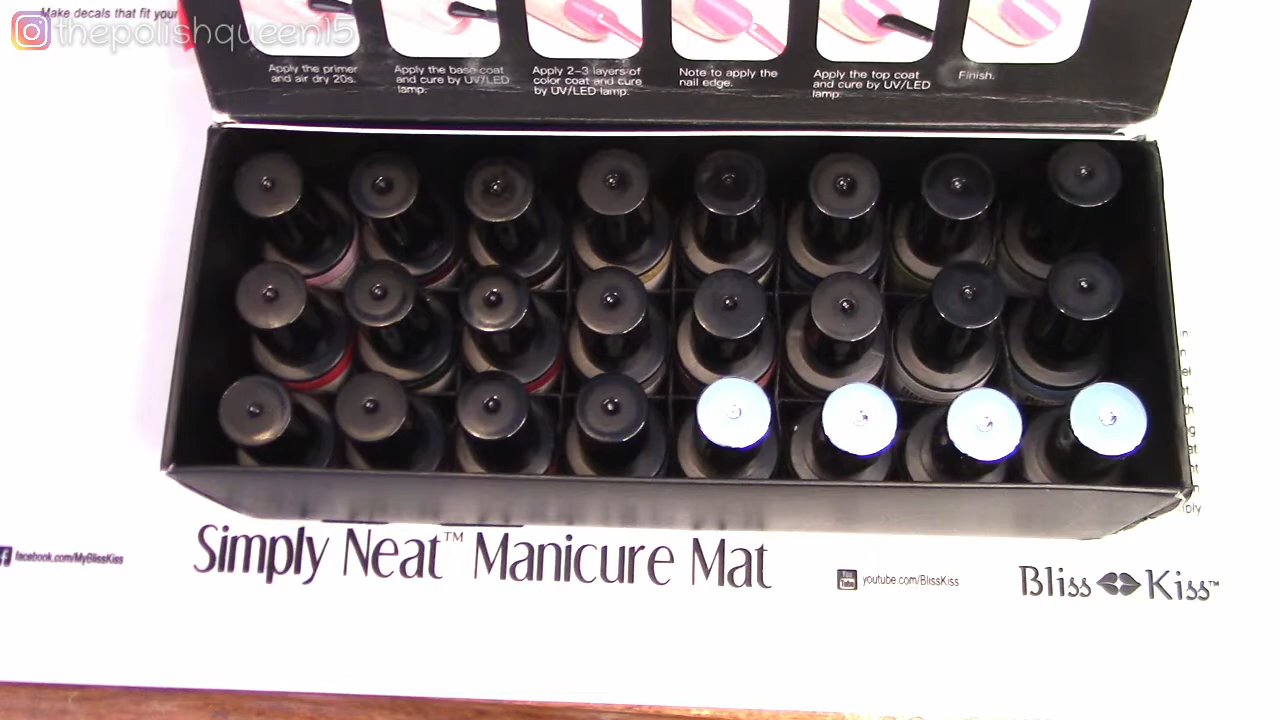 Make decals that fit your
thepolishqueen15
Apply the primer
and air dry 20s.
Apply the base coat
and cure by UV/LED
lamp.
Apply 2-3 layers of
color coat and cure
by UV/LED lamp.
Note to apply the
nail edge.
Apply the top coat
and cure by UV/LED
lamp.
Finish.
facebook.com/MyBlissKiss
Simply Neat™ Manicure Mat
You Tube youtube.com/BlissKiss
Bliss Kiss™